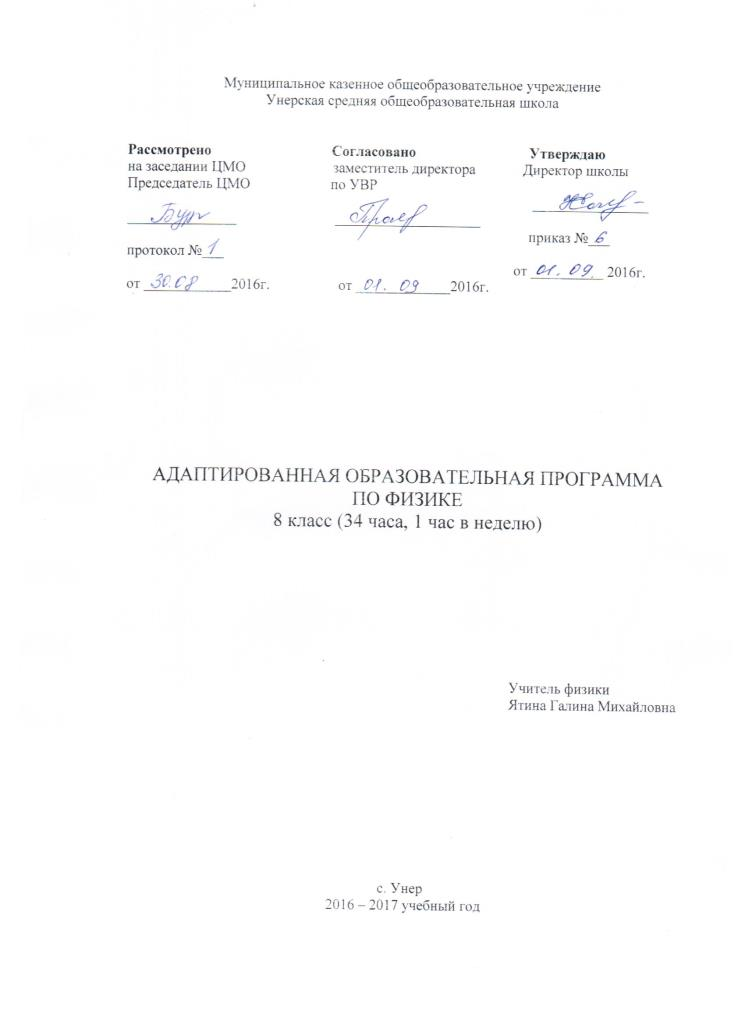 Муниципальное казенное общеобразовательное учреждение
Унерская средняя общеобразовательная школа
Рассмотрено
на заседании ЦМО
Председатель ЦМО
протокол № 1
от 30.08 2016г.
Согласовано
заместитель директора
по УВР
от 01. 09 2016г.
Утверждаю
Директор школы
приказ № 6
от 01. 09. 2016г.
АДАПТИРОВАННАЯ ОБРАЗОВАТЕЛЬНАЯ ПРОГРАММА
ПО ФИЗИКЕ
8 класс (34 часа, 1 час в неделю)
Учитель физики
Ятина Галина Михайловна
с. Унер
2016 – 2017 учебный год